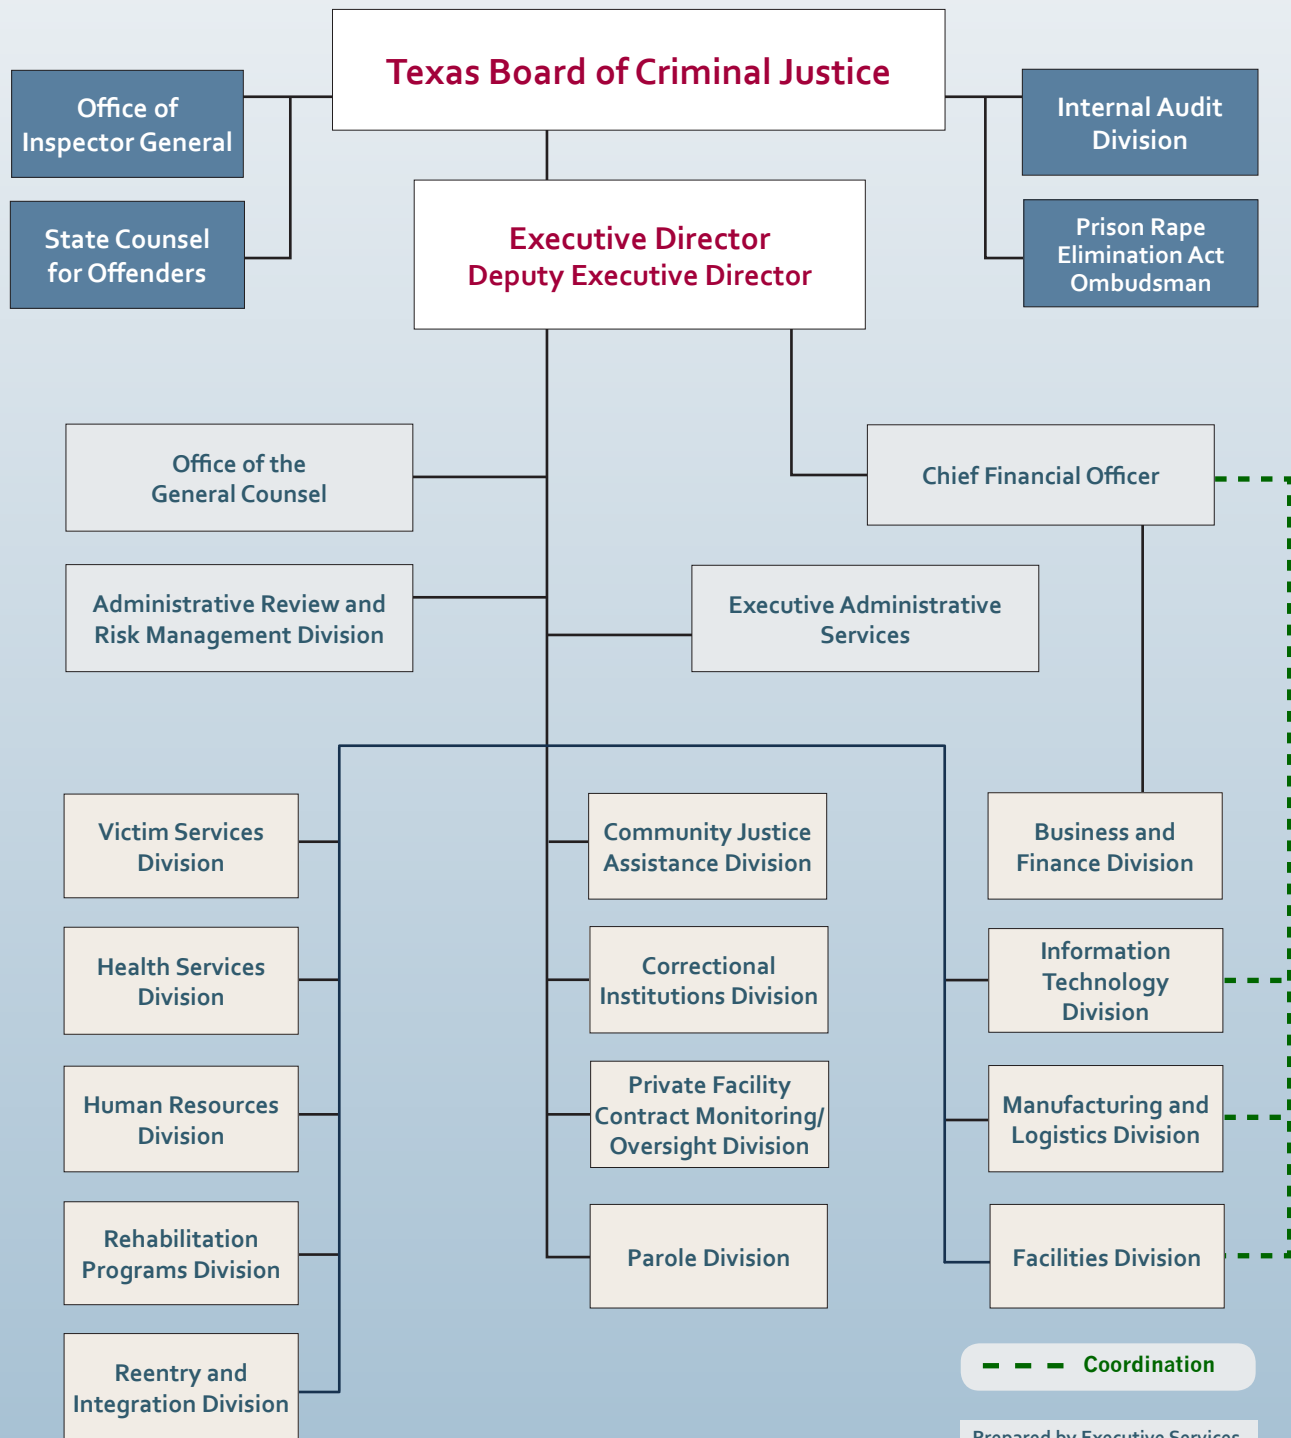 Texas Board of Criminal Justice
Office of
Inspector General
State Counsel
for Offenders
Internal Audit
Division
Prison Rape
Elimination Act
Ombudsman
Executive Director
Deputy Executive Director
Office of the
General Counsel
Chief Financial Officer
Administrative Review and
Risk Management Division
Executive Administrative
Services
Victim Services
Division
Health Services
Division
Human Resources
Division
Rehabilitation
Programs Division
Reentry and
Integration Division
Community Justice
Assistance Division
Correctional
Institutions Division
Private Facility
Contract Monitoring/
Oversight Division
Parole Division
Business and
Finance Division
Information
Technology
Division
Manufacturing and
Logistics Division
Facilities Division
Coordination
Prepared by Executive Services